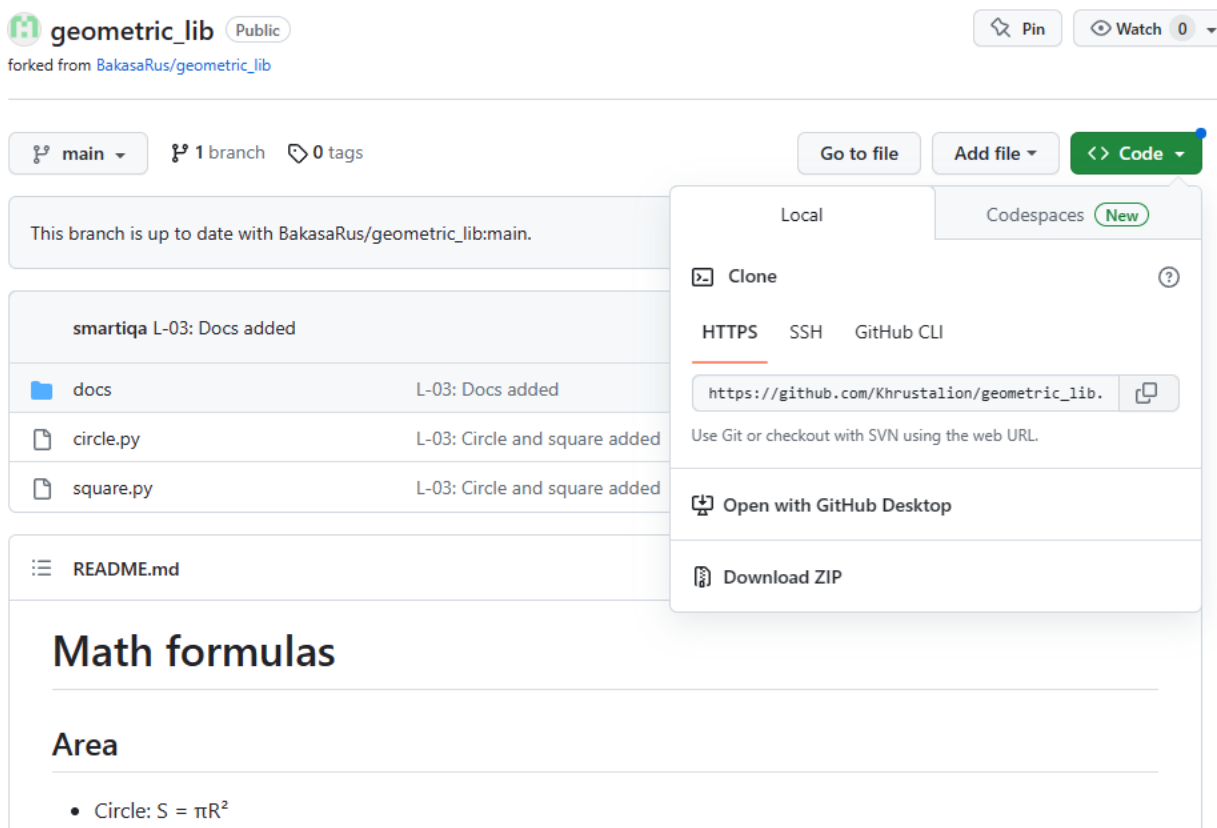 geometric_lib Public Pin Watch 0
forked from BakasaRus/geometric_lib
main 1 branch 0 tags Go to file Add file <> Code
Local Codespaces New
This branch is up to date with BakasaRus/geometric_lib:main.
Clone
smartiqa L-03: Docs added
HTTPS SSH GitHub CLI
docs L-03: Docs added
https://github.com/Khrustalion/geometric_lib.
circle.py L-03: Circle and square added
Use Git or checkout with SVN using the web URL.
square.py L-03: Circle and square added
Open with GitHub Desktop
README.md
Download ZIP
Math formulas
Area
• Circle: S = πR²